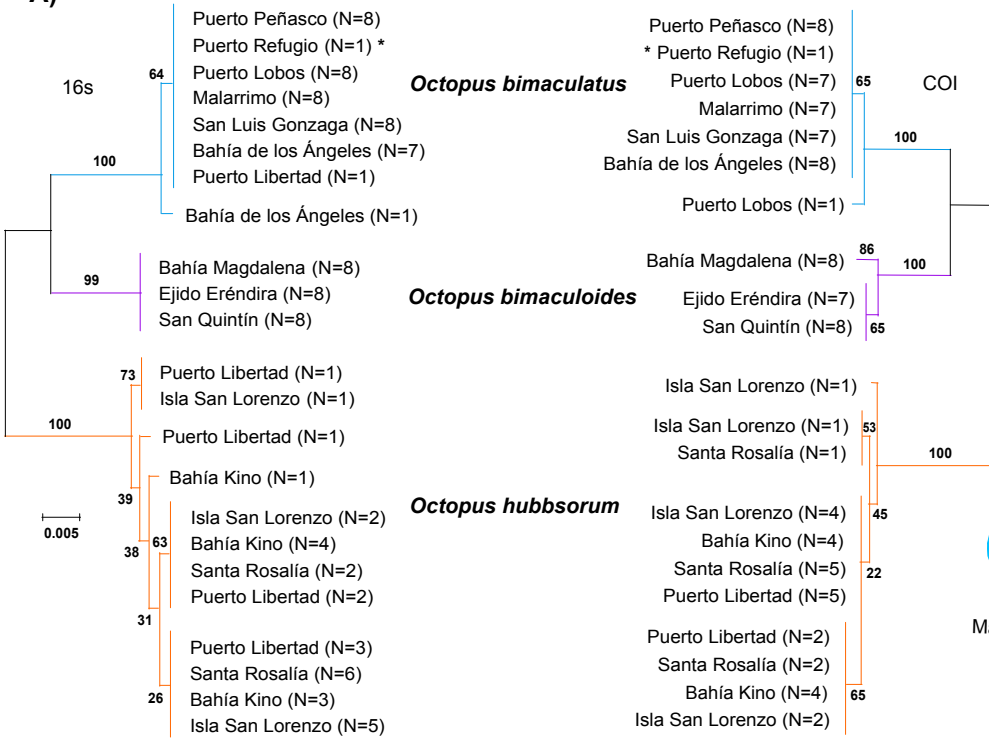 A)
16s
64
Puerto Peñasco (N=8)
Puerto Refugio (N=1) *
Puerto Lobos (N=8)
Malarrimo (N=8)
San Luis Gonzaga (N=8)
Bahía de los Ángeles (N=7)
Puerto Libertad (N=1)
100
Bahía de los Ángeles (N=1)
99
Bahía Magdalena (N=8)
Ejido Eréndira (N=8)
San Quintín (N=8)
73
Puerto Libertad (N=1)
Isla San Lorenzo (N=1)
100
Puerto Libertad (N=1)
Bahía Kino (N=1)
39
0.005
38
63
Isla San Lorenzo (N=2)
Bahía Kino (N=4)
Santa Rosalía (N=2)
Puerto Libertad (N=2)
31
26
Puerto Libertad (N=3)
Santa Rosalía (N=6)
Bahía Kino (N=3)
Isla San Lorenzo (N=5)
Octopus bimaculatus
Octopus bimaculoides
Octopus hubbsorum
COI
Puerto Peñasco (N=8)
* Puerto Refugio (N=1)
Puerto Lobos (N=7)
Malarrimo (N=7)
San Luis Gonzaga (N=7)
Bahía de los Ángeles (N=8)
65
100
Puerto Lobos (N=1)
Bahía Magdalena (N=8)
86
100
Ejido Eréndira (N=7)
San Quintín (N=8)
65
Isla San Lorenzo (N=1)
Isla San Lorenzo (N=1)
Santa Rosalía (N=1)
53
100
Isla San Lorenzo (N=4)
Bahía Kino (N=4)
Santa Rosalía (N=5)
Puerto Libertad (N=5)
45
22
Puerto Libertad (N=2)
Santa Rosalía (N=2)
Bahía Kino (N=4)
Isla San Lorenzo (N=2)
65